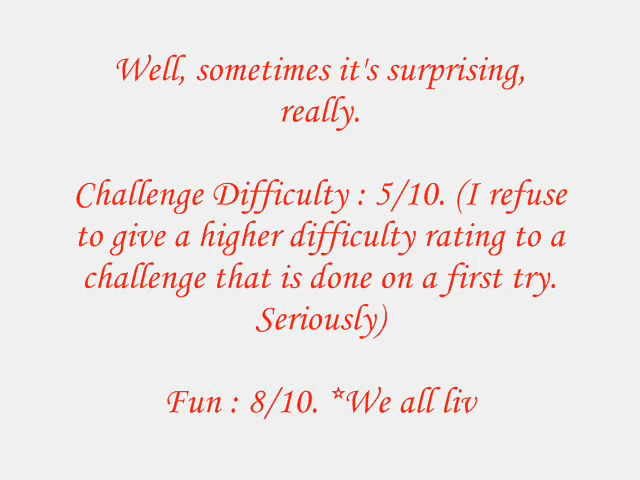 Well, sometimes it's surprising,
really.
Challenge Difficulty : 5/10. (I refuse
to give a higher difficulty rating to a
challenge that is done on a first try.
Seriously)
Fun : 8/10. *We all liv